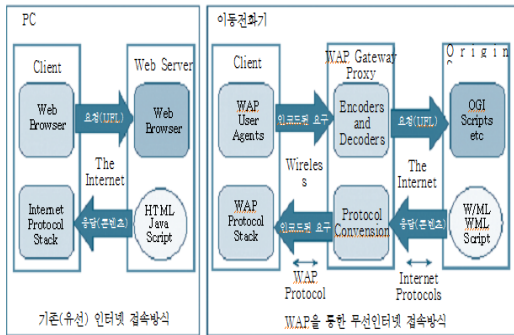 PC
Client
Web Server
Web
Browser
요청(UFL)
Web
Browser
The
Internet
Internet
Protocol
Stack
응답(콘텐츠)
HTML
Java
Script
기존(유선) 인터넷 접속방식
이동전화기
Client
WAP Gateway
Proxy
Origin
WAP
User
Agents
인코드된 요구
Encoders
and
Decoders
요청(UFL)
OGI
Scripts
etc
Wireles
s
The
Internet
WAP
Protocol
Stack
인코드된 요구
Protocol
Convension
응답(콘텐츠)
W/ML
WML
Script
WAP
Protocol
Internet
Protocols
WAP을 통한 무선인터넷 접속방식